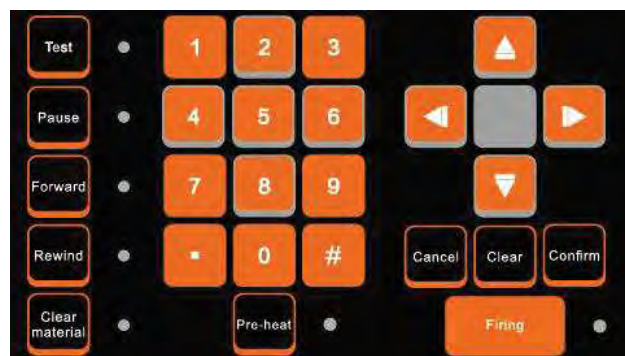 Test 1 2 3
Pause 4 5 6
Forward 7 8 9
Rewind . 0 # Cancel Clear Confirm
Clear
material
Pre-heat
Firing